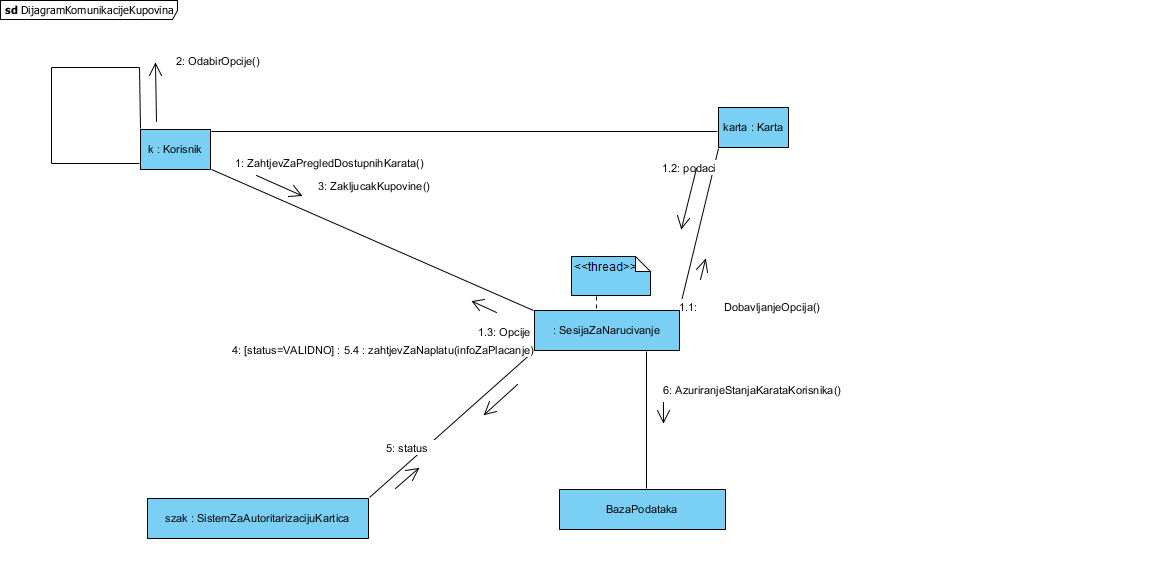 sd DijagramKomunikacijeKupovina
2: OdabirOpcije()
karta : Karta
k : Korisnik
1: ZahtjevZaPregledDostupnihKarata()
1.2: podaci
3: ZakljucakKupovine()
<<thread>>
1.1: DobavljanjeOpcija()
1.3: Opcije
: SesijaZaNarucivanje
4: [status=VALIDNO] : 5.4 : zahtjevZaNaplatu(infoZaPlacanje)
6: AzuriranjeStanjaKarataKorisnika()
5: status
BazaPodataka
szak : SistemZaAutoritarizacijuKartica